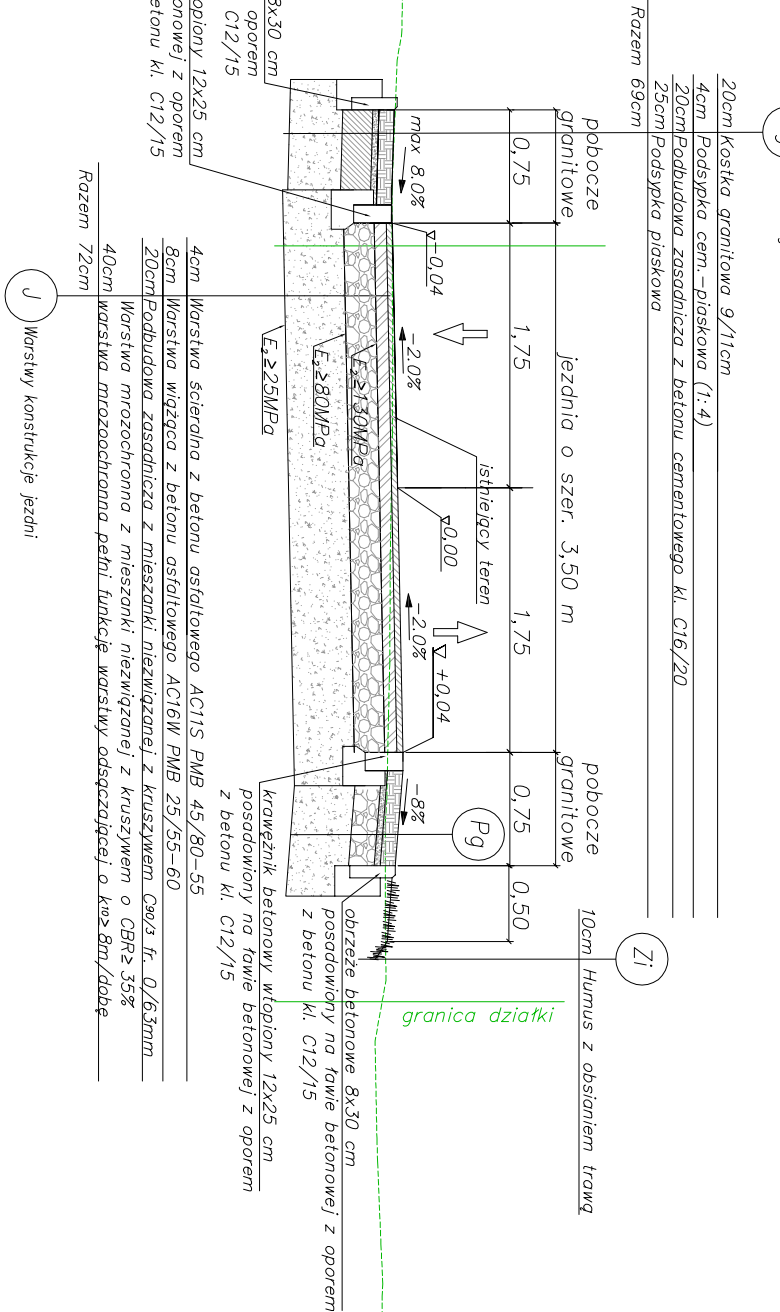 20cm Kostka granitowa 9/11cm
4cm Podsypka cem.-piaskowa (1:4)
20cm Podbudowa zasadnicza z betonu cementowego kl. C16/20
25cm Podsypka piaskowa
Razem 69cm
10cm Humus z obsianiem trawą
Zi
pobocze
granitowe
jezdnia o szer. 3,50 m
pobocze
granitowe
0,75
1,75
1,75
0,75
0,50
Pg
istniejący teren
granica działki
max 8.0%
-0,04
-2.0%
0,00
-2.0%
+0,04
-8%
E₂≥130MPa
E₂≥80MPa
E₂≥25MPa
8x30 cm
oporem
C12/15
opiony 12x25 cm
onowej z oporem
etonu kl. C12/15
obrzeże betonowe 8x30 cm
posadowiony na ławie betonowej z oporem
z betonu kl. C12/15
krawężnik betonowy wtopiony 12x25 cm
posadowiony na ławie betonowej z oporem
z betonu kl. C12/15
4cm Warstwa ścieralna z betonu asfaltowego AC11S PMB 45/80-55
8cm Warstwa wiążąca z betonu asfaltowego AC16W PMB 25/55-60
20cm Podbudowa zasadnicza z mieszanki niezwiązanej z kruszywem C90/3 fr. 0/63mm
Warstwa mrozochronna z mieszanki niezwiązanej z kruszywem o CBR≥ 35%
40cm warstwa mrozoochronna pełni funkcję warstwy odsączającej o k10≥ 8m/dobę
Razem 72cm
J
Warstwy konstrukcje jezdni